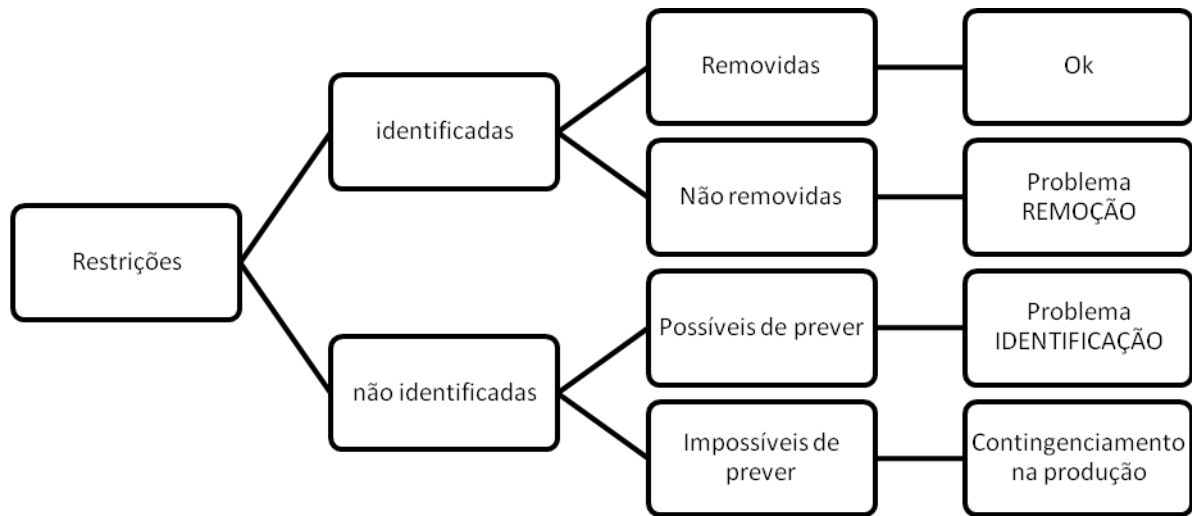 Restrições
identificadas
Removidas
Ok
Não removidas
Problema
REMOÇÃO
não identificadas
Possíveis de prever
Problema
IDENTIFICAÇÃO
Impossíveis de
prever
Contingenciamento
na produção